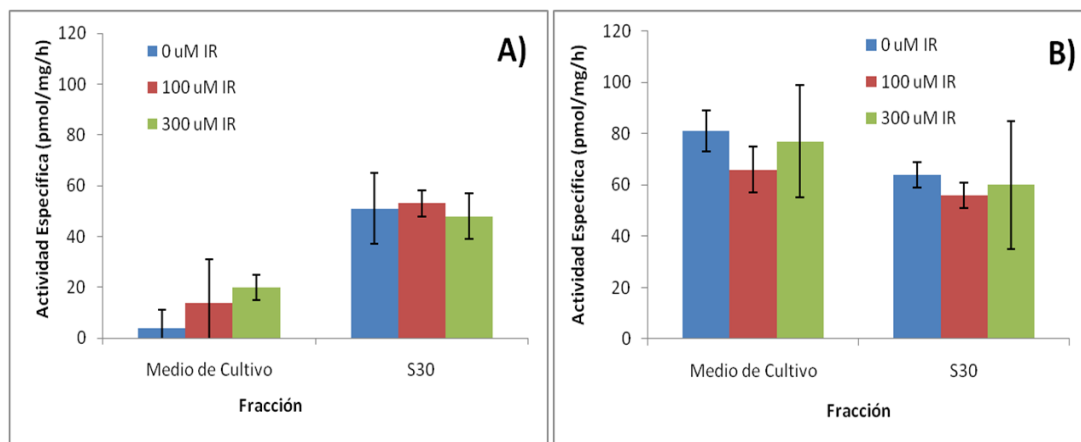 A)
0 uM IR
100 uM IR
300 uM IR
Actividad Específica (pmol/mg/h)
120
100
80
60
40
20
0
Medio de Cultivo
S30
Fracción
B)
0 uM IR
100 uM IR
300 uM IR
Actividad Específica (pmol/mg/h)
120
100
80
60
40
20
0
Medio de Cultivo
S30
Fracción